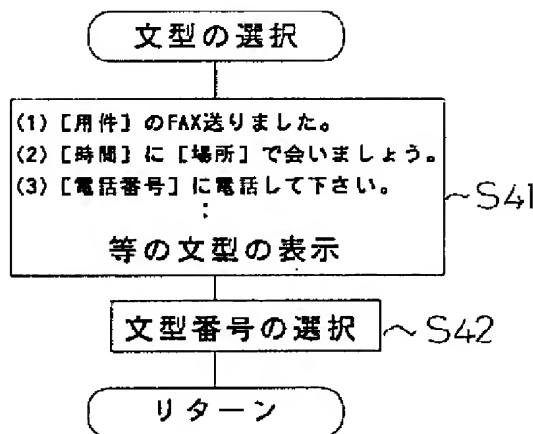 文型の選択
(1)[用件]のFAX送りました。
(2)[時間]に[場所]で会いましょう。
(3)[電話番号]に電話して下さい。
:
等の文型の表示
~S41
文型番号の選択
~S42
リターン